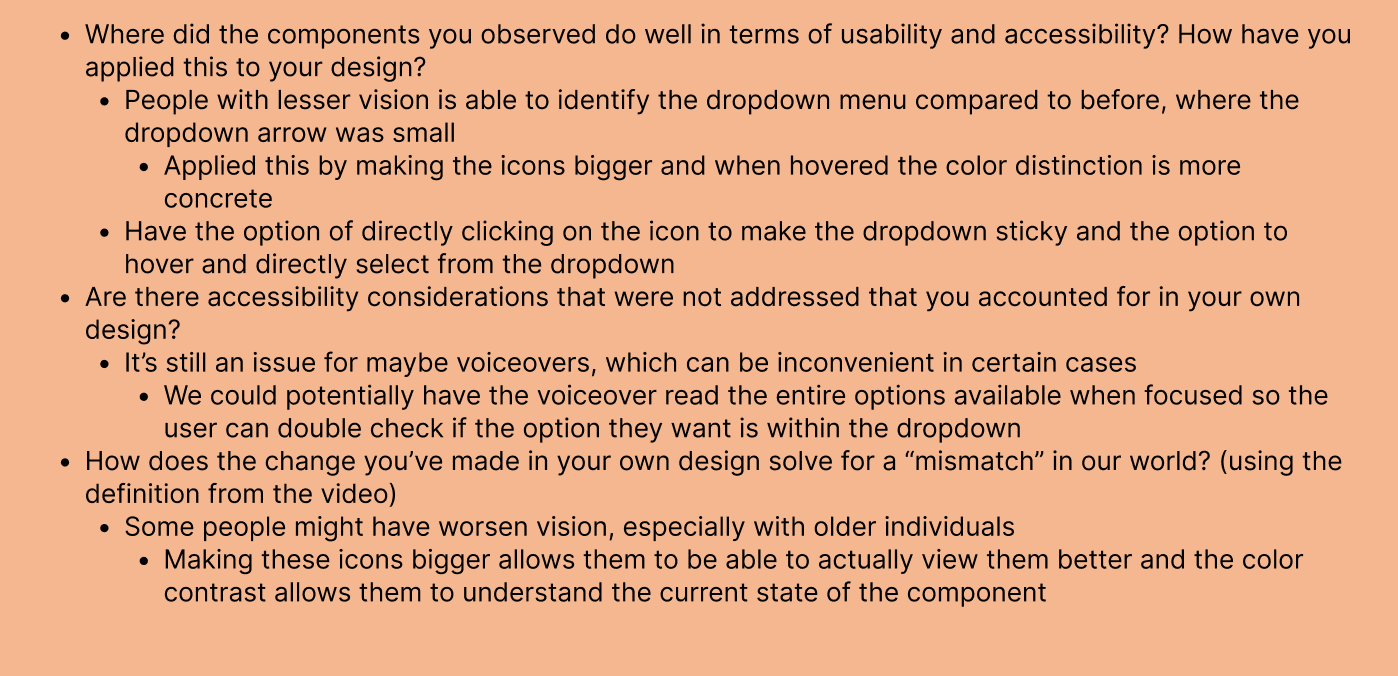 • Where did the components you observed do well in terms of usability and accessibility? How have you
applied this to your design?
• People with lesser vision is able to identify the dropdown menu compared to before, where the
dropdown arrow was small
• Applied this by making the icons bigger and when hovered the color distinction is more
concrete
• Have the option of directly clicking on the icon to make the dropdown sticky and the option to
hover and directly select from the dropdown
• Are there accessibility considerations that were not addressed that you accounted for in your own
design?
• It’s still an issue for maybe voiceovers, which can be inconvenient in certain cases
• We could potentially have the voiceover read the entire options available when focused so the
user can double check if the option they want is within the dropdown
• How does the change you’ve made in your own design solve for a “mismatch” in our world? (using the
definition from the video)
• Some people might have worsen vision, especially with older individuals
• Making these icons bigger allows them to be able to actually view them better and the color
contrast allows them to understand the current state of the component